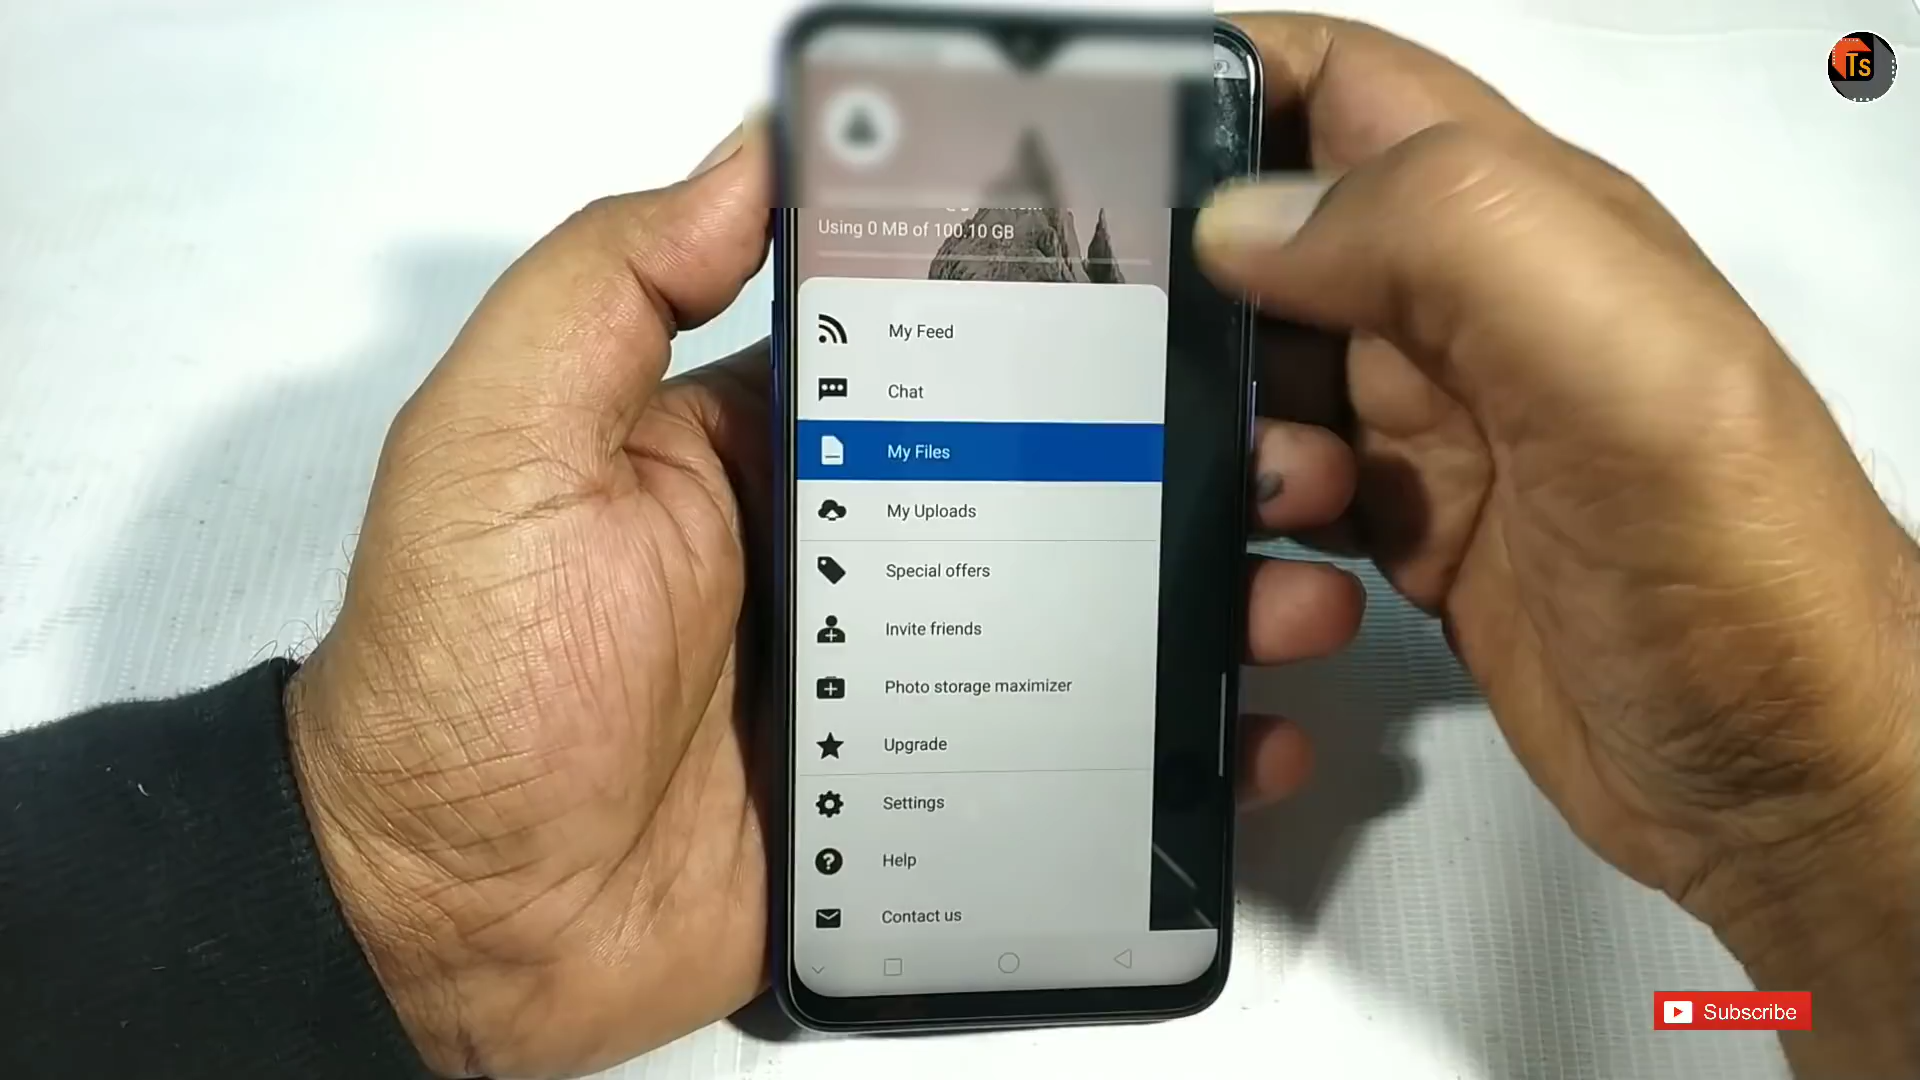 Ts
Using 0 MB of 100.10 GB
My Feed
Chat
My Files
My Uploads
Special offers
Invite friends
Photo storage maximizer
Upgrade
Settings
Help
Contact us
Subscribe